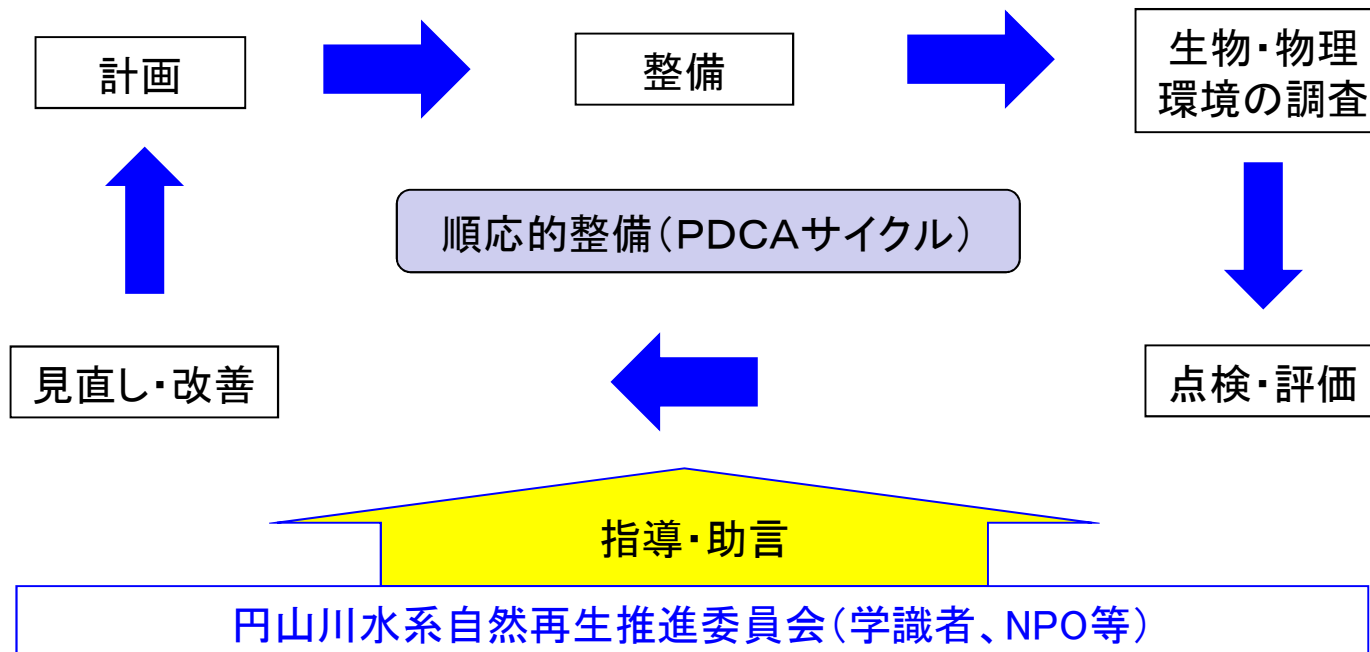 計画
整備
生物・物理
環境の調査
順応的整備（PDCAサイクル）
見直し・改善
点検・評価
指導・助言
円山川水系自然再生推進委員会（学識者、NPO等）